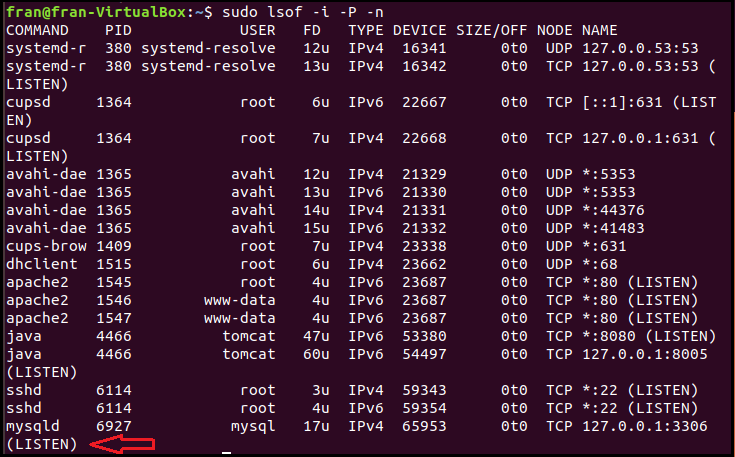 fran@fran-VirtualBox:~$ sudo lsof -i -P -n
COMMAND    PID            USER   FD   TYPE DEVICE SIZE/OFF NODE NAME
systemd-r  380 systemd-resolve   12u  IPv4  16341      0t0  UDP 127.0.0.53:53
systemd-r  380 systemd-resolve   13u  IPv4  16342      0t0  TCP 127.0.0.53:53 (
LISTEN)
cupsd     1364            root    6u  IPv6  22667      0t0  TCP [::1]:631 (LIST
EN)
cupsd     1364            root    7u  IPv4  22668      0t0  TCP 127.0.0.1:631 (
LISTEN)
avahi-dae 1365           avahi   12u  IPv4  21329      0t0  UDP *:5353
avahi-dae 1365           avahi   13u  IPv6  21330      0t0  UDP *:5353
avahi-dae 1365           avahi   14u  IPv4  21331      0t0  UDP *:44376
avahi-dae 1365           avahi   15u  IPv6  21332      0t0  UDP *:41483
cups-brow 1409            root    7u  IPv4  23338      0t0  UDP *:631
dhclient  1515            root    6u  IPv4  23662      0t0  UDP *:68
apache2   1545            root    4u  IPv6  23687      0t0  TCP *:80 (LISTEN)
apache2   1546        www-data    4u  IPv6  23687      0t0  TCP *:80 (LISTEN)
apache2   1547        www-data    4u  IPv6  23687      0t0  TCP *:80 (LISTEN)
java      4466          tomcat   47u  IPv6  53380      0t0  TCP *:8080 (LISTEN)
java      4466          tomcat   60u  IPv6  54497      0t0  TCP 127.0.0.1:8005
(LISTEN)
sshd      6114            root    3u  IPv4  59343      0t0  TCP *:22 (LISTEN)
sshd      6114            root    4u  IPv6  59354      0t0  TCP *:22 (LISTEN)
mysqld    6927           mysql   17u  IPv4  65953      0t0  TCP 127.0.0.1:3306
(LISTEN)